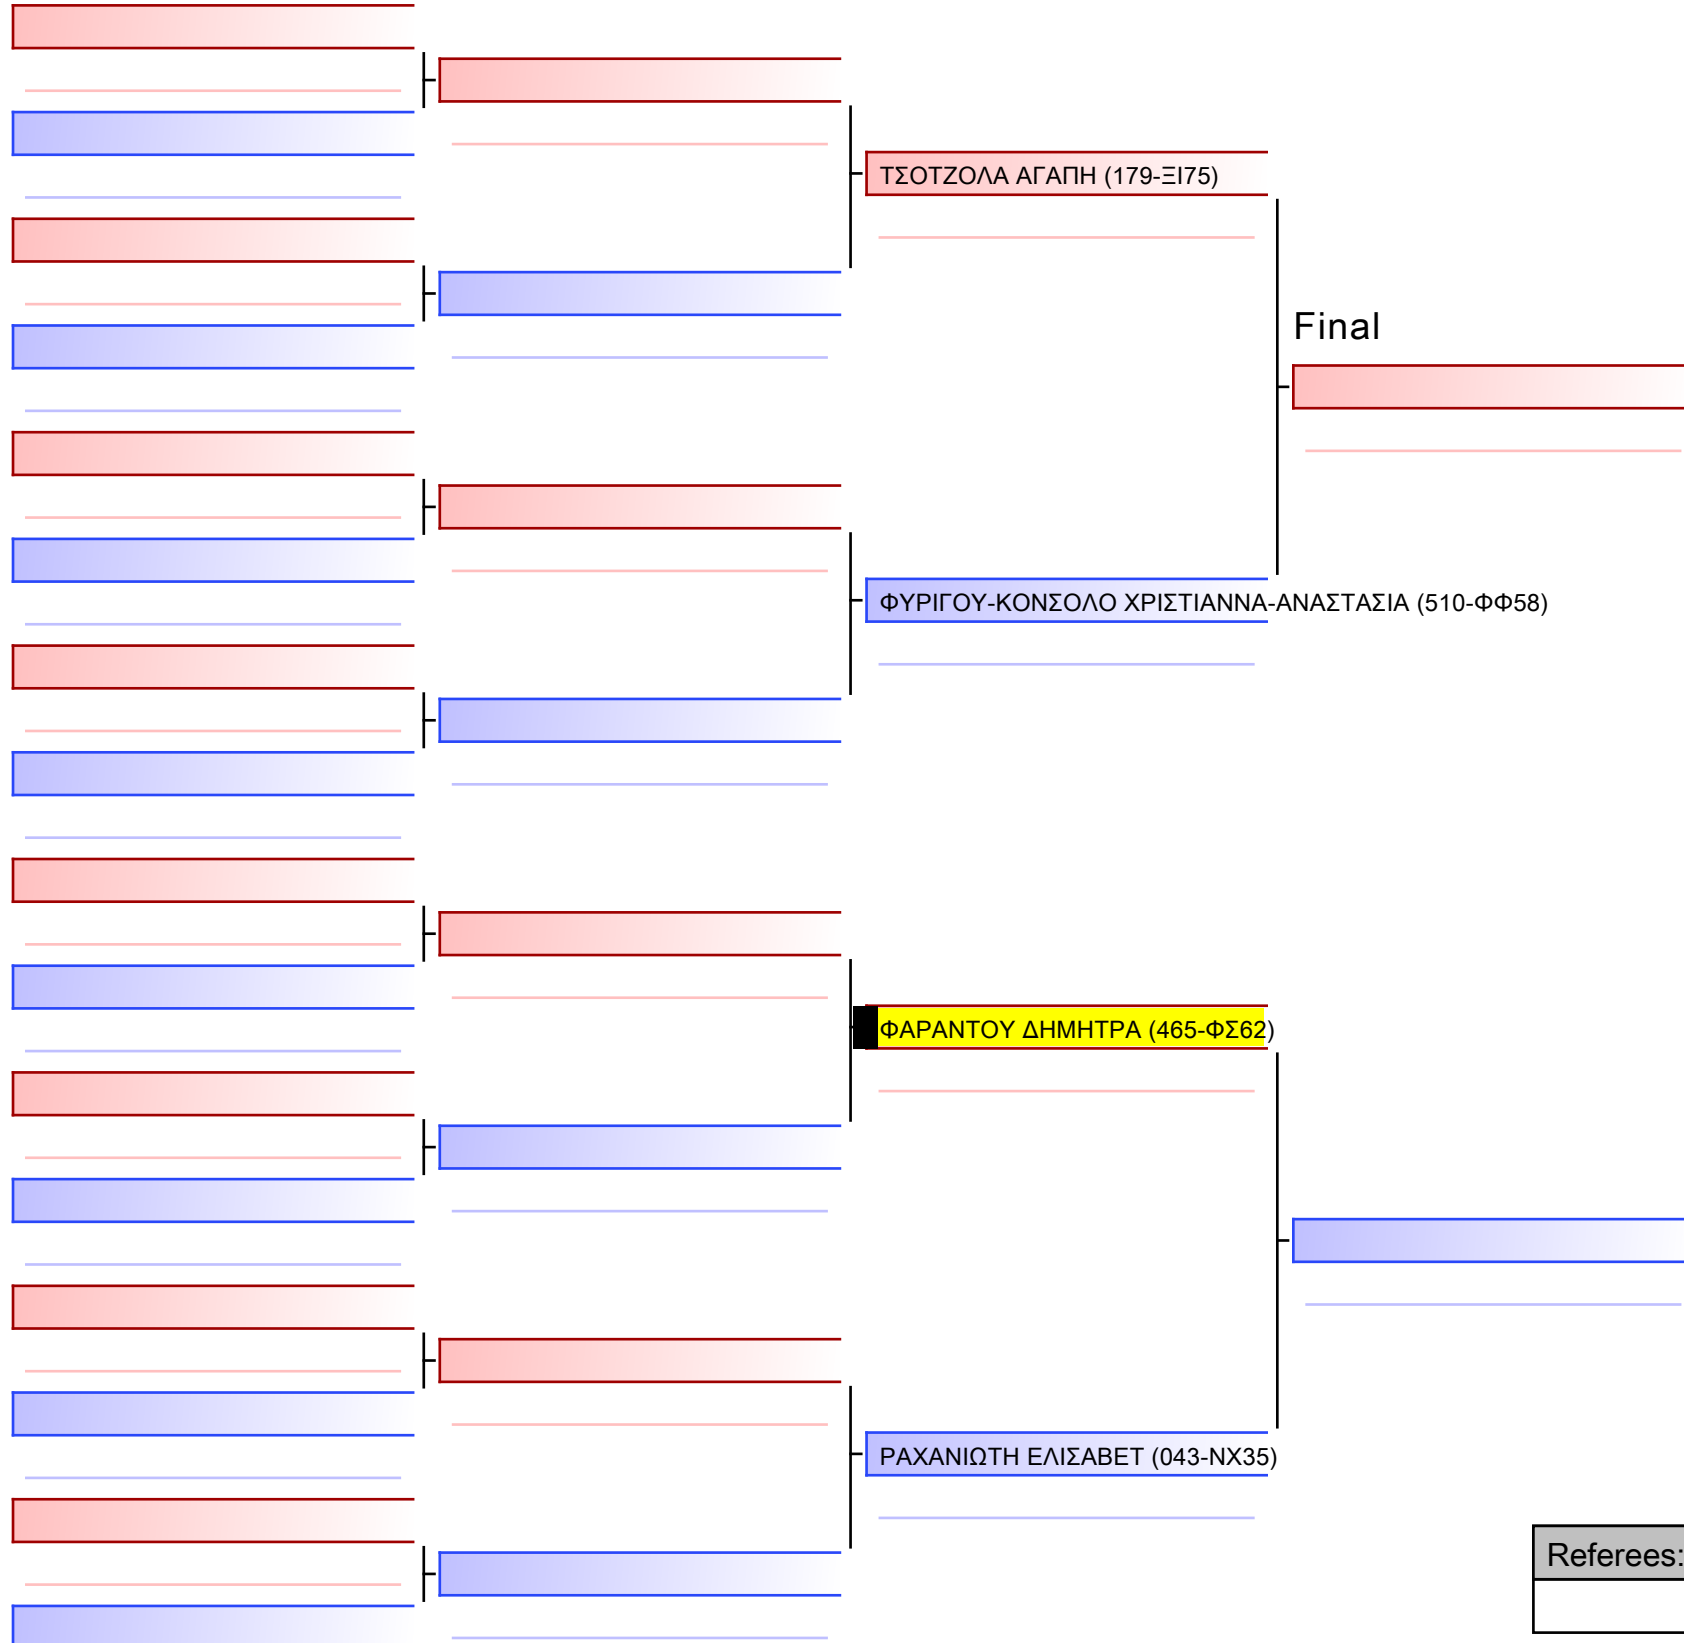 ΤΣΟΤΖΟΛΑ ΑΓΑΠΗ (179-ΞΙ75)
Final
ΦΥΡΙΓΟΥ-ΚΟΝΣΟΛΟ ΧΡΙΣΤΙΑΝΝΑ-ΑΝΑΣΤΑΣΙΑ (510-ΦΦ58)
ΦΑΡΑΝΤΟΥ ΔΗΜΗΤΡΑ (465-ΦΣ62)
ΡΑΧΑΝΙΩΤΗ ΕΛΙΣΑΒΕΤ (043-ΝΧ35)
Referees: